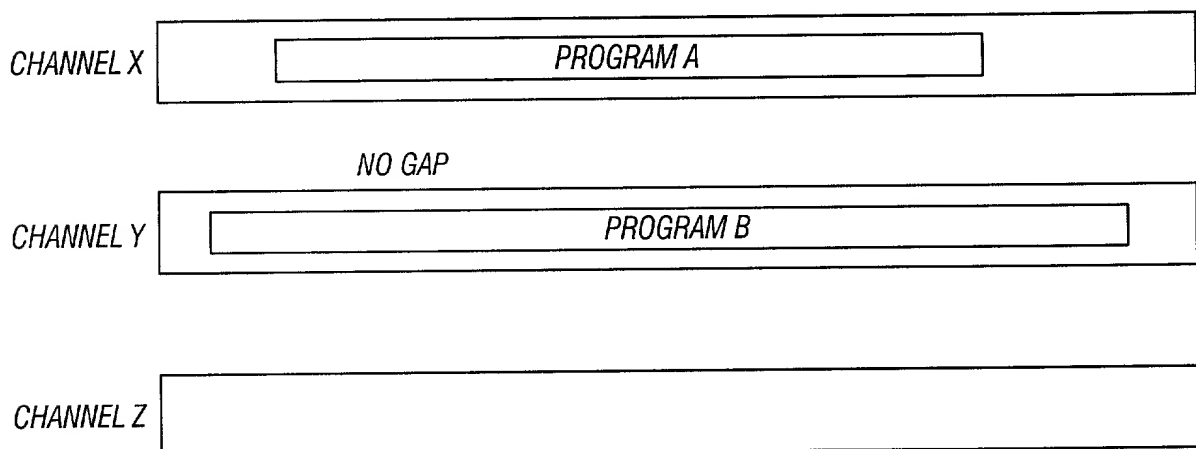 CHANNEL X
PROGRAM A
NO GAP
CHANNEL Y
PROGRAM B
CHANNEL Z